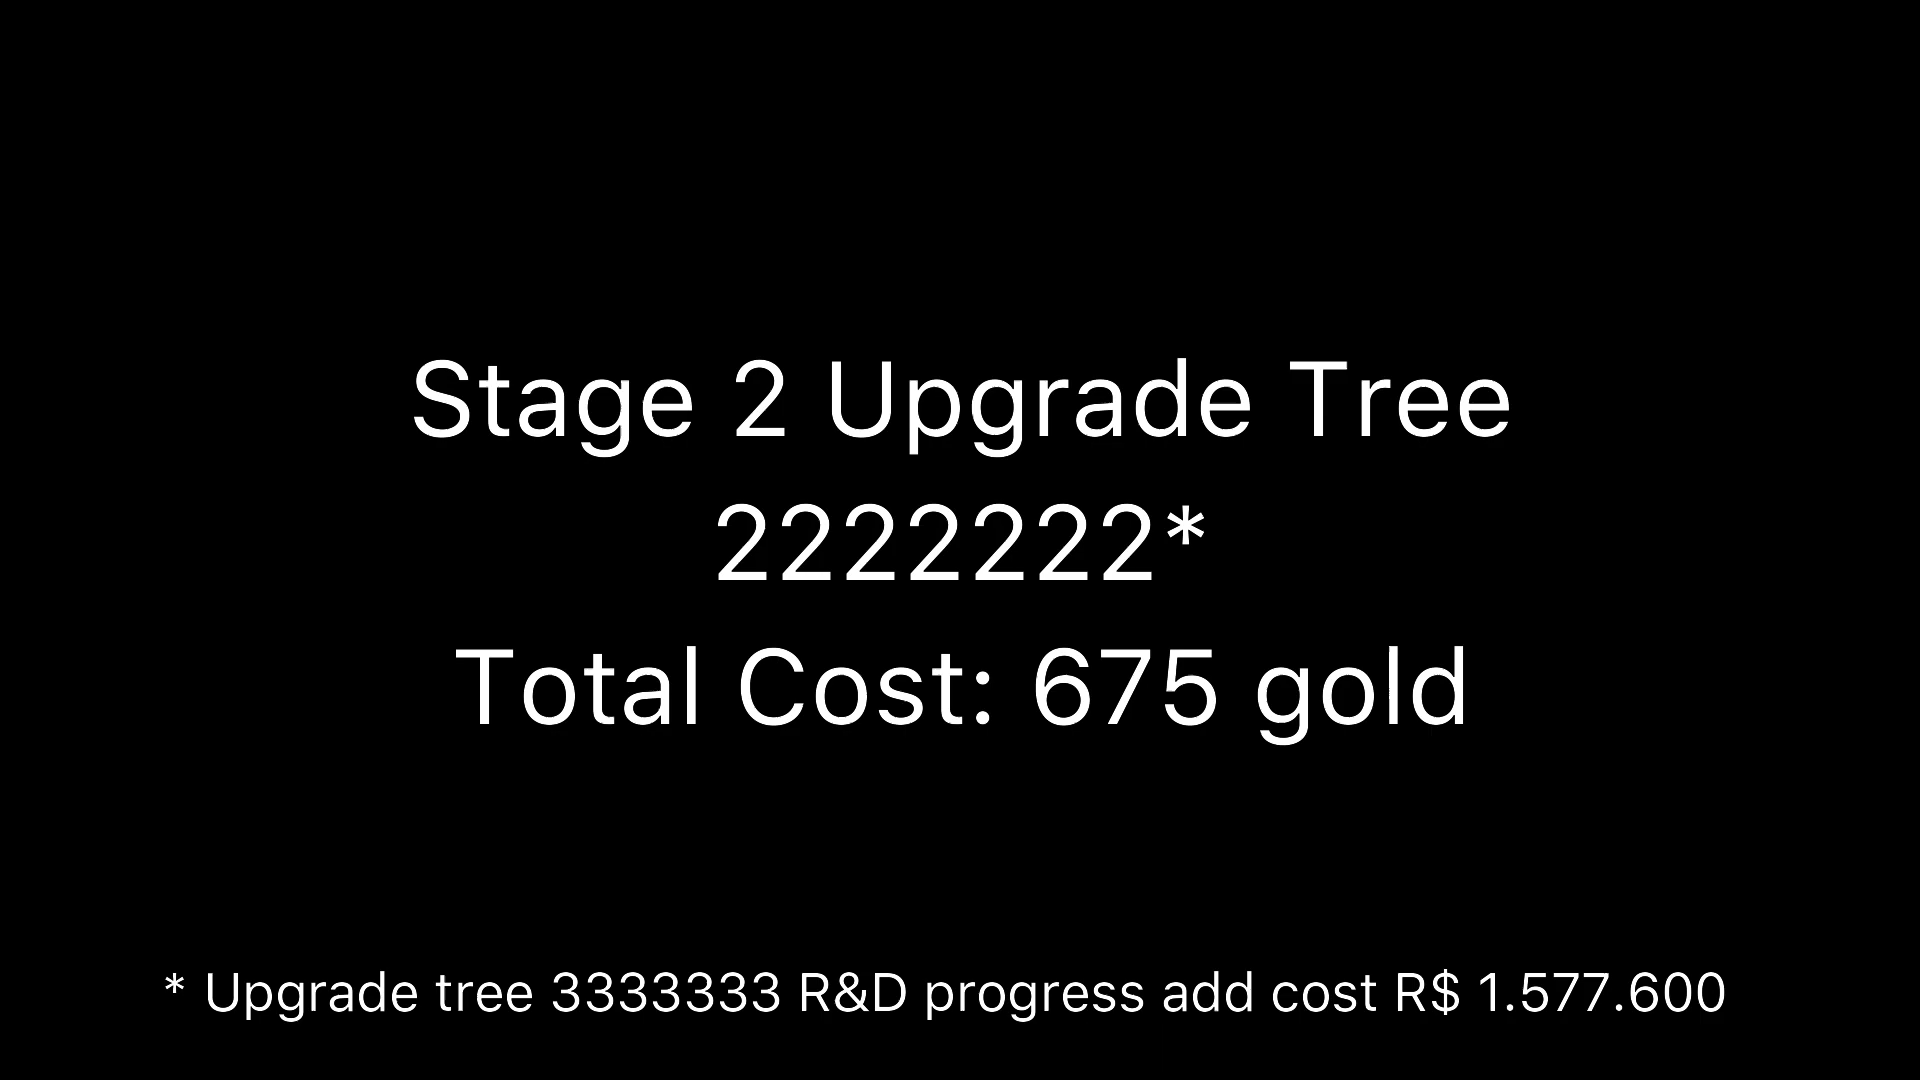 Stage 2 Upgrade Tree
2222222*
Total Cost: 675 gold
* Upgrade tree 3333333 R&D progress add cost R$ 1.577.600